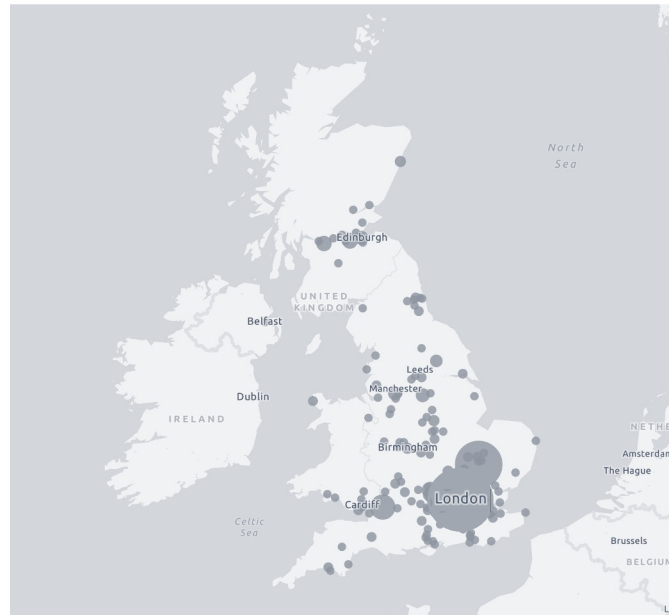 North
Sea
Edinburgh
UNITED
KINGDOM
Belfast
Leeds
Manchester
Dublin
IRELAND
NETHE
Birmingham
Amsterdam
The Hague
London
Cardiff
Celtic
Sea
Brussels
BELGIUM